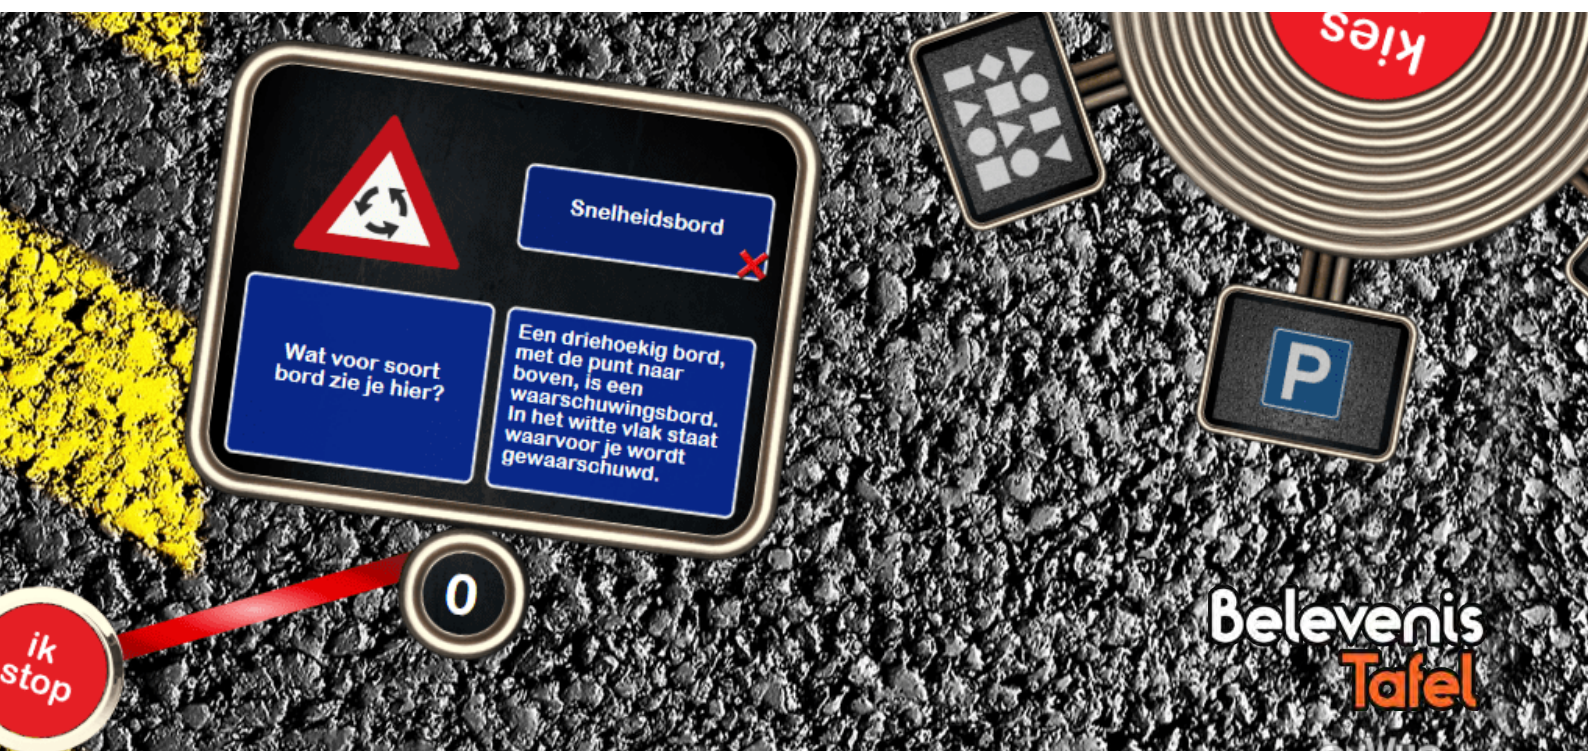 kies
Snelheidsbord
Wat voor soort
bord zie je hier?
Een driehoekig bord,
met de punt naar
boven, is een
waarschuwingsbord.
In het witte vlak staat
waarvoor je wordt
gewaarschuwd.
P
0
ik
stop
Belevenis
Tafel